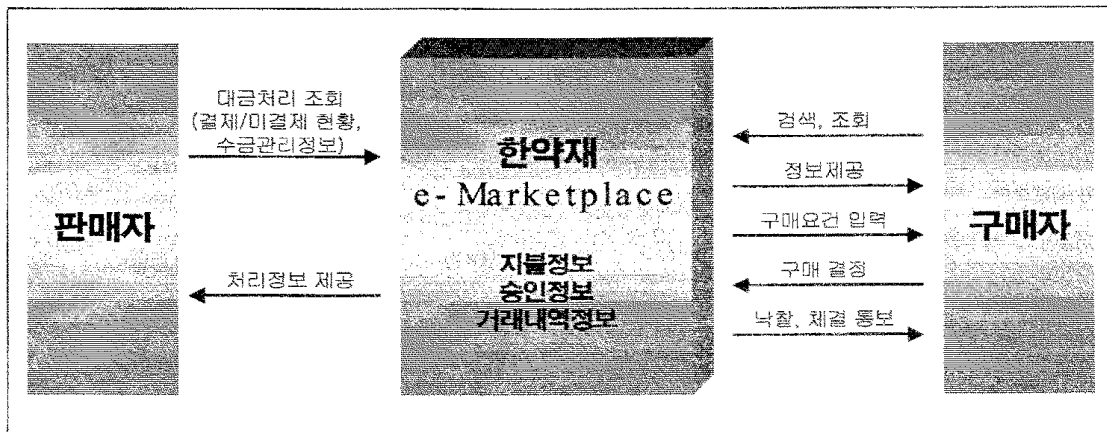 판매자
대금처리 조회
(결제/미결제 현황,
수금관리정보)
처리정보 제공
한약재
e-Marketplace
지불정보
승인정보
거래내역정보
검색, 조회
정보제공
구매요건 입력
구매 결정
낙찰, 체결 통보
구매자